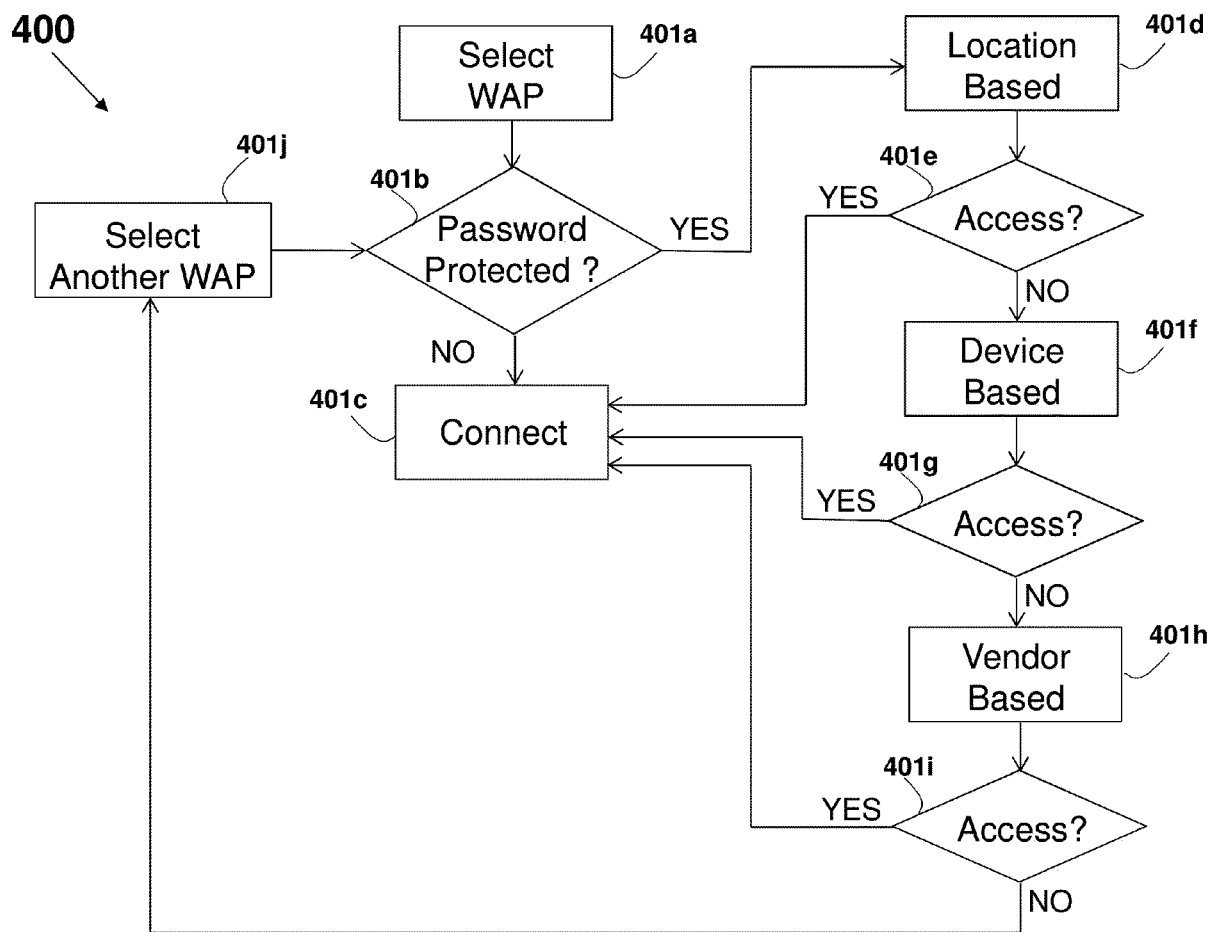 400
Select
WAP
401a
Location
Based
401d
401j
Select
Another WAP
401b
Password
Protected ?
YES
401e
YES
Access?
NO
NO
401c
Connect
Device
Based
401f
401g
YES
Access?
NO
Vendor
Based
401h
401i
YES
Access?
NO